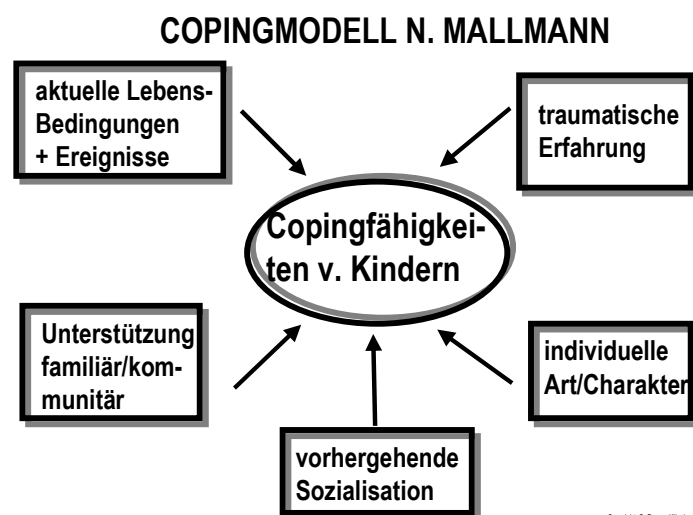 COPINGMODELL N. MALLMANN
aktuelle Lebens-
Bedingungen
+ Ereignisse
traumatische
Erfahrung
Copingfähigkei-
ten v. Kindern
Unterstützung
familiär/kom-
munitär
individuelle
Art/Charakter
vorhergehende
Sozialisation